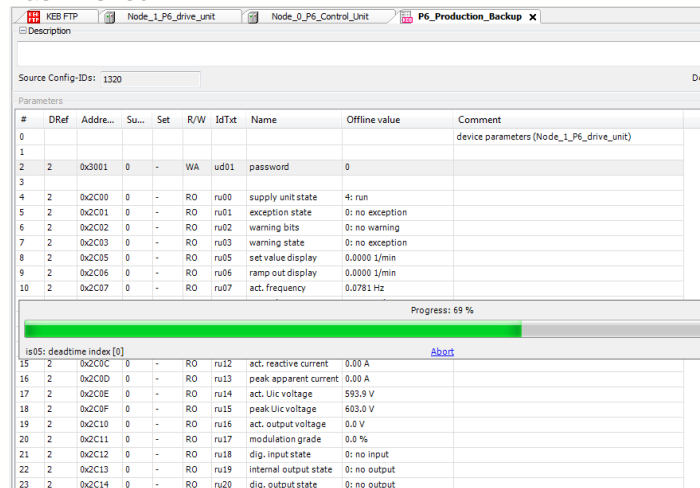 KEB FTP Node_1_P6_drive_unit Node_0_P6_Control_Unit P6_Production_Backup x
Description
Source Config-IDs: 1320
Parameters
# DRef Addre... Su... Set R/W IdTxt Name Offline value Comment
0 device parameters (Node_1_P6_drive_unit)
1
2 2 0x3001 0 - WA ud01 password 0
3
4 2 0x2C00 0 - RO ru00 supply unit state 4: run
5 2 0x2C01 0 - RO ru01 exception state 0: no exception
6 2 0x2C02 0 - RO ru02 warning bits 0: no warning
7 2 0x2C03 0 - RO ru03 warning state 0: no exception
8 2 0x2C05 0 - RO ru05 set value display 0.0000 1/min
9 2 0x2C06 0 - RO ru06 ramp out display 0.0000 1/min
10 2 0x2C07 0 - RO ru07 act. frequency 0.0781 Hz
Progress: 69 %
is05: deadtime index [0] Abort
15 2 0x2C0C 0 - RO ru12 act. reactive current 0.00 A
16 2 0x2C0D 0 - RO ru13 peak apparent current 0.00 A
17 2 0x2C0E 0 - RO ru14 act. Uic voltage 593.9 V
18 2 0x2C0F 0 - RO ru15 peak Uic voltage 603.0 V
19 2 0x2C10 0 - RO ru16 act. output voltage 0.0 V
20 2 0x2C11 0 - RO ru17 modulation grade 0.0 %
21 2 0x2C12 0 - RO ru18 dig. input state 0: no input
22 2 0x2C13 0 - RO ru19 internal output state 0: no output
23 2 0x2C14 0 - RO ru20 dig. output state 0: no output